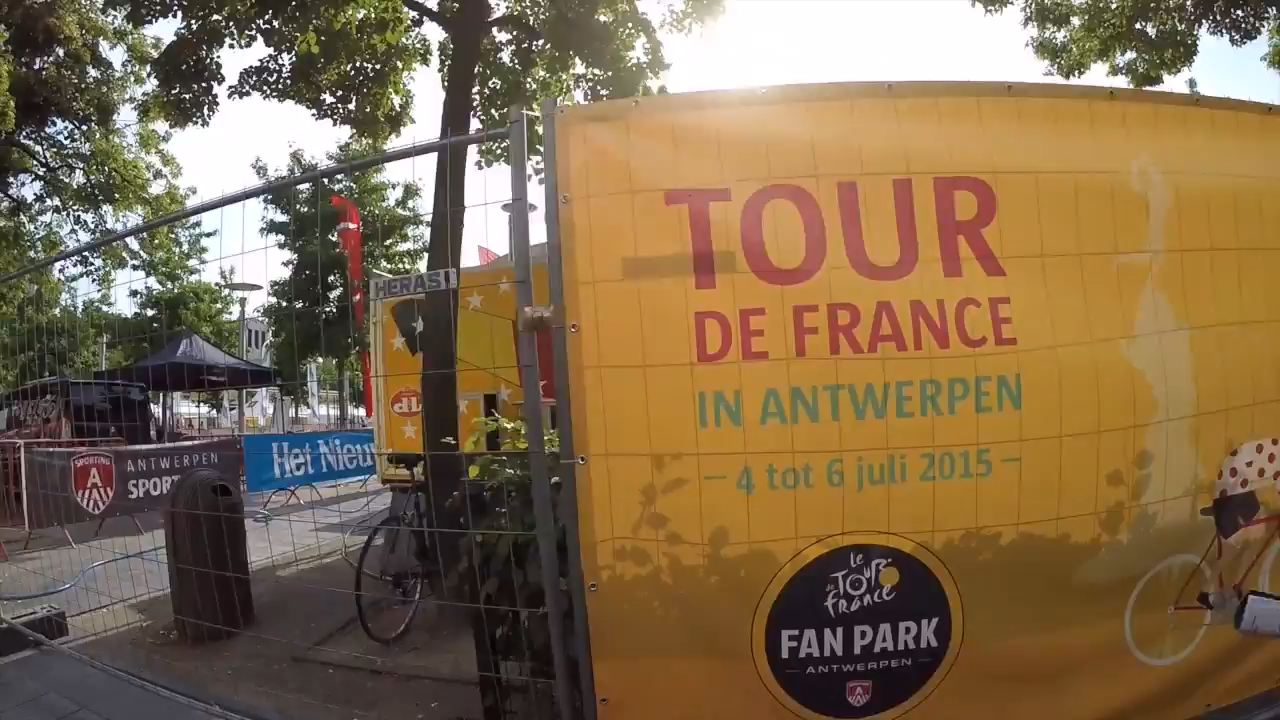 TOUR
DE FRANCE
IN ANTWERPEN
– 4 tot 6 juli 2015 –
le
TOUR
de
france
FAN PARK
ANTWERPEN
HERAS
SPORTING
A
ANTWERPEN
SPORT
Het Nieu